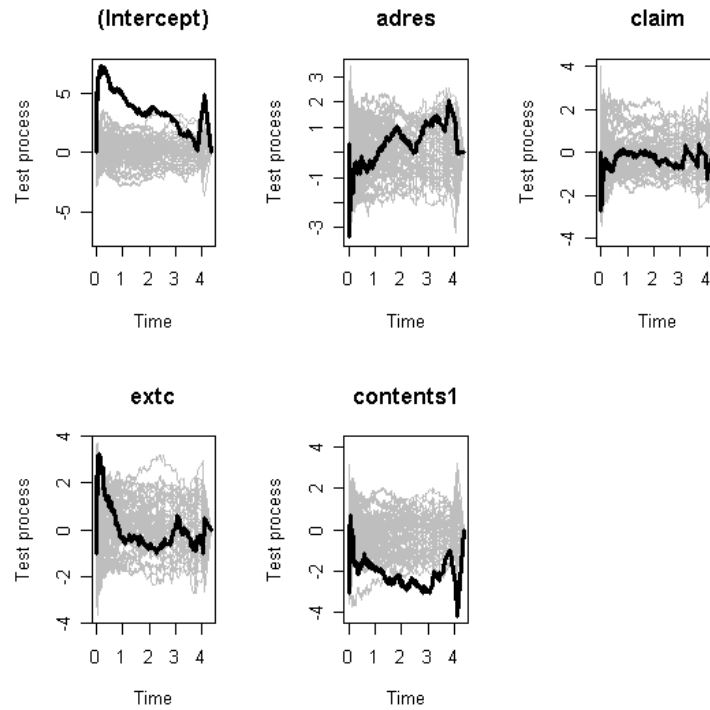 (Intercept)
Test process
5
0
-5
0 1 2 3 4
Time
adres
Test process
3
1
-1
-3
0 1 2 3 4
Time
claim
Test process
4
2
0
-2
-4
0 1 2 3 4
Time
extc
Test process
4
2
0
-2
-4
0 1 2 3 4
Time
contents1
Test process
4
2
0
-2
-4
0 1 2 3 4
Time